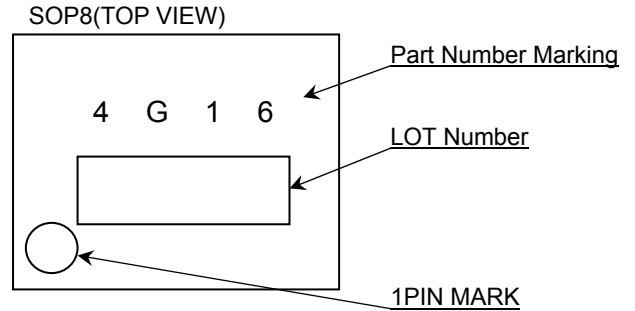 SOP8(TOP VIEW)
Part Number Marking
4 G 1 6
LOT Number
1PIN MARK